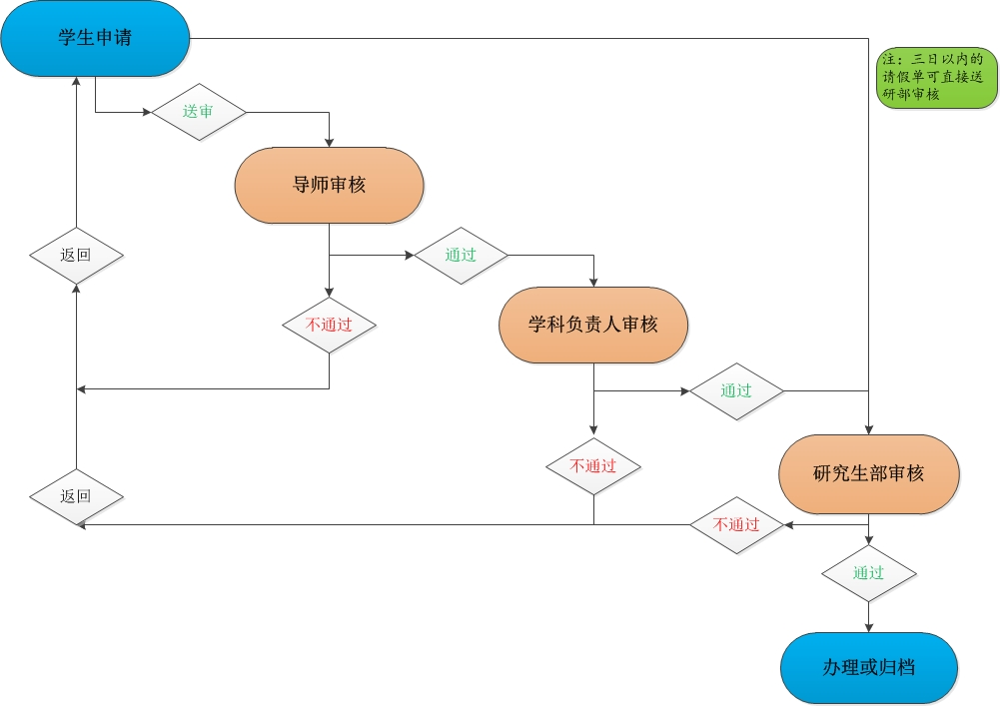 学生申请
注：三日以内的
请假单可直接送
研部审核
送审
导师审核
返回
通过
不通过
学科负责人审核
通过
不通过
研究生部审核
返回
不通过
通过
办理或归档